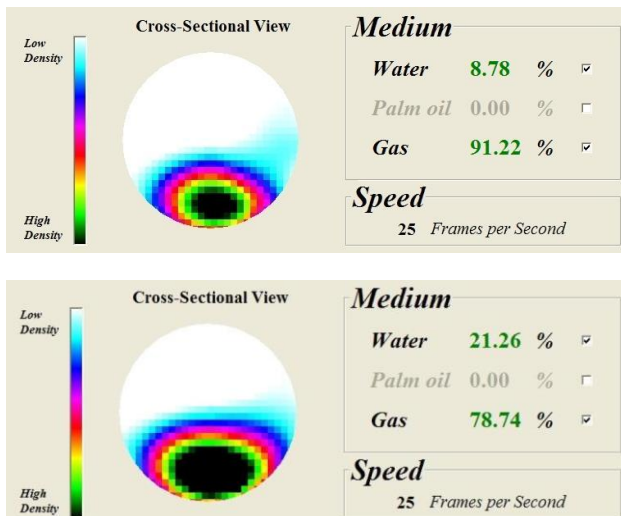 Cross-Sectional View
Low
Density
High
Density
Medium
Water 8.78 %
Palm oil 0.00 %
Gas 91.22 %
Speed
25 Frames per Second
Cross-Sectional View
Low
Density
High
Density
Medium
Water 21.26 %
Palm oil 0.00 %
Gas 78.74 %
Speed
25 Frames per Second